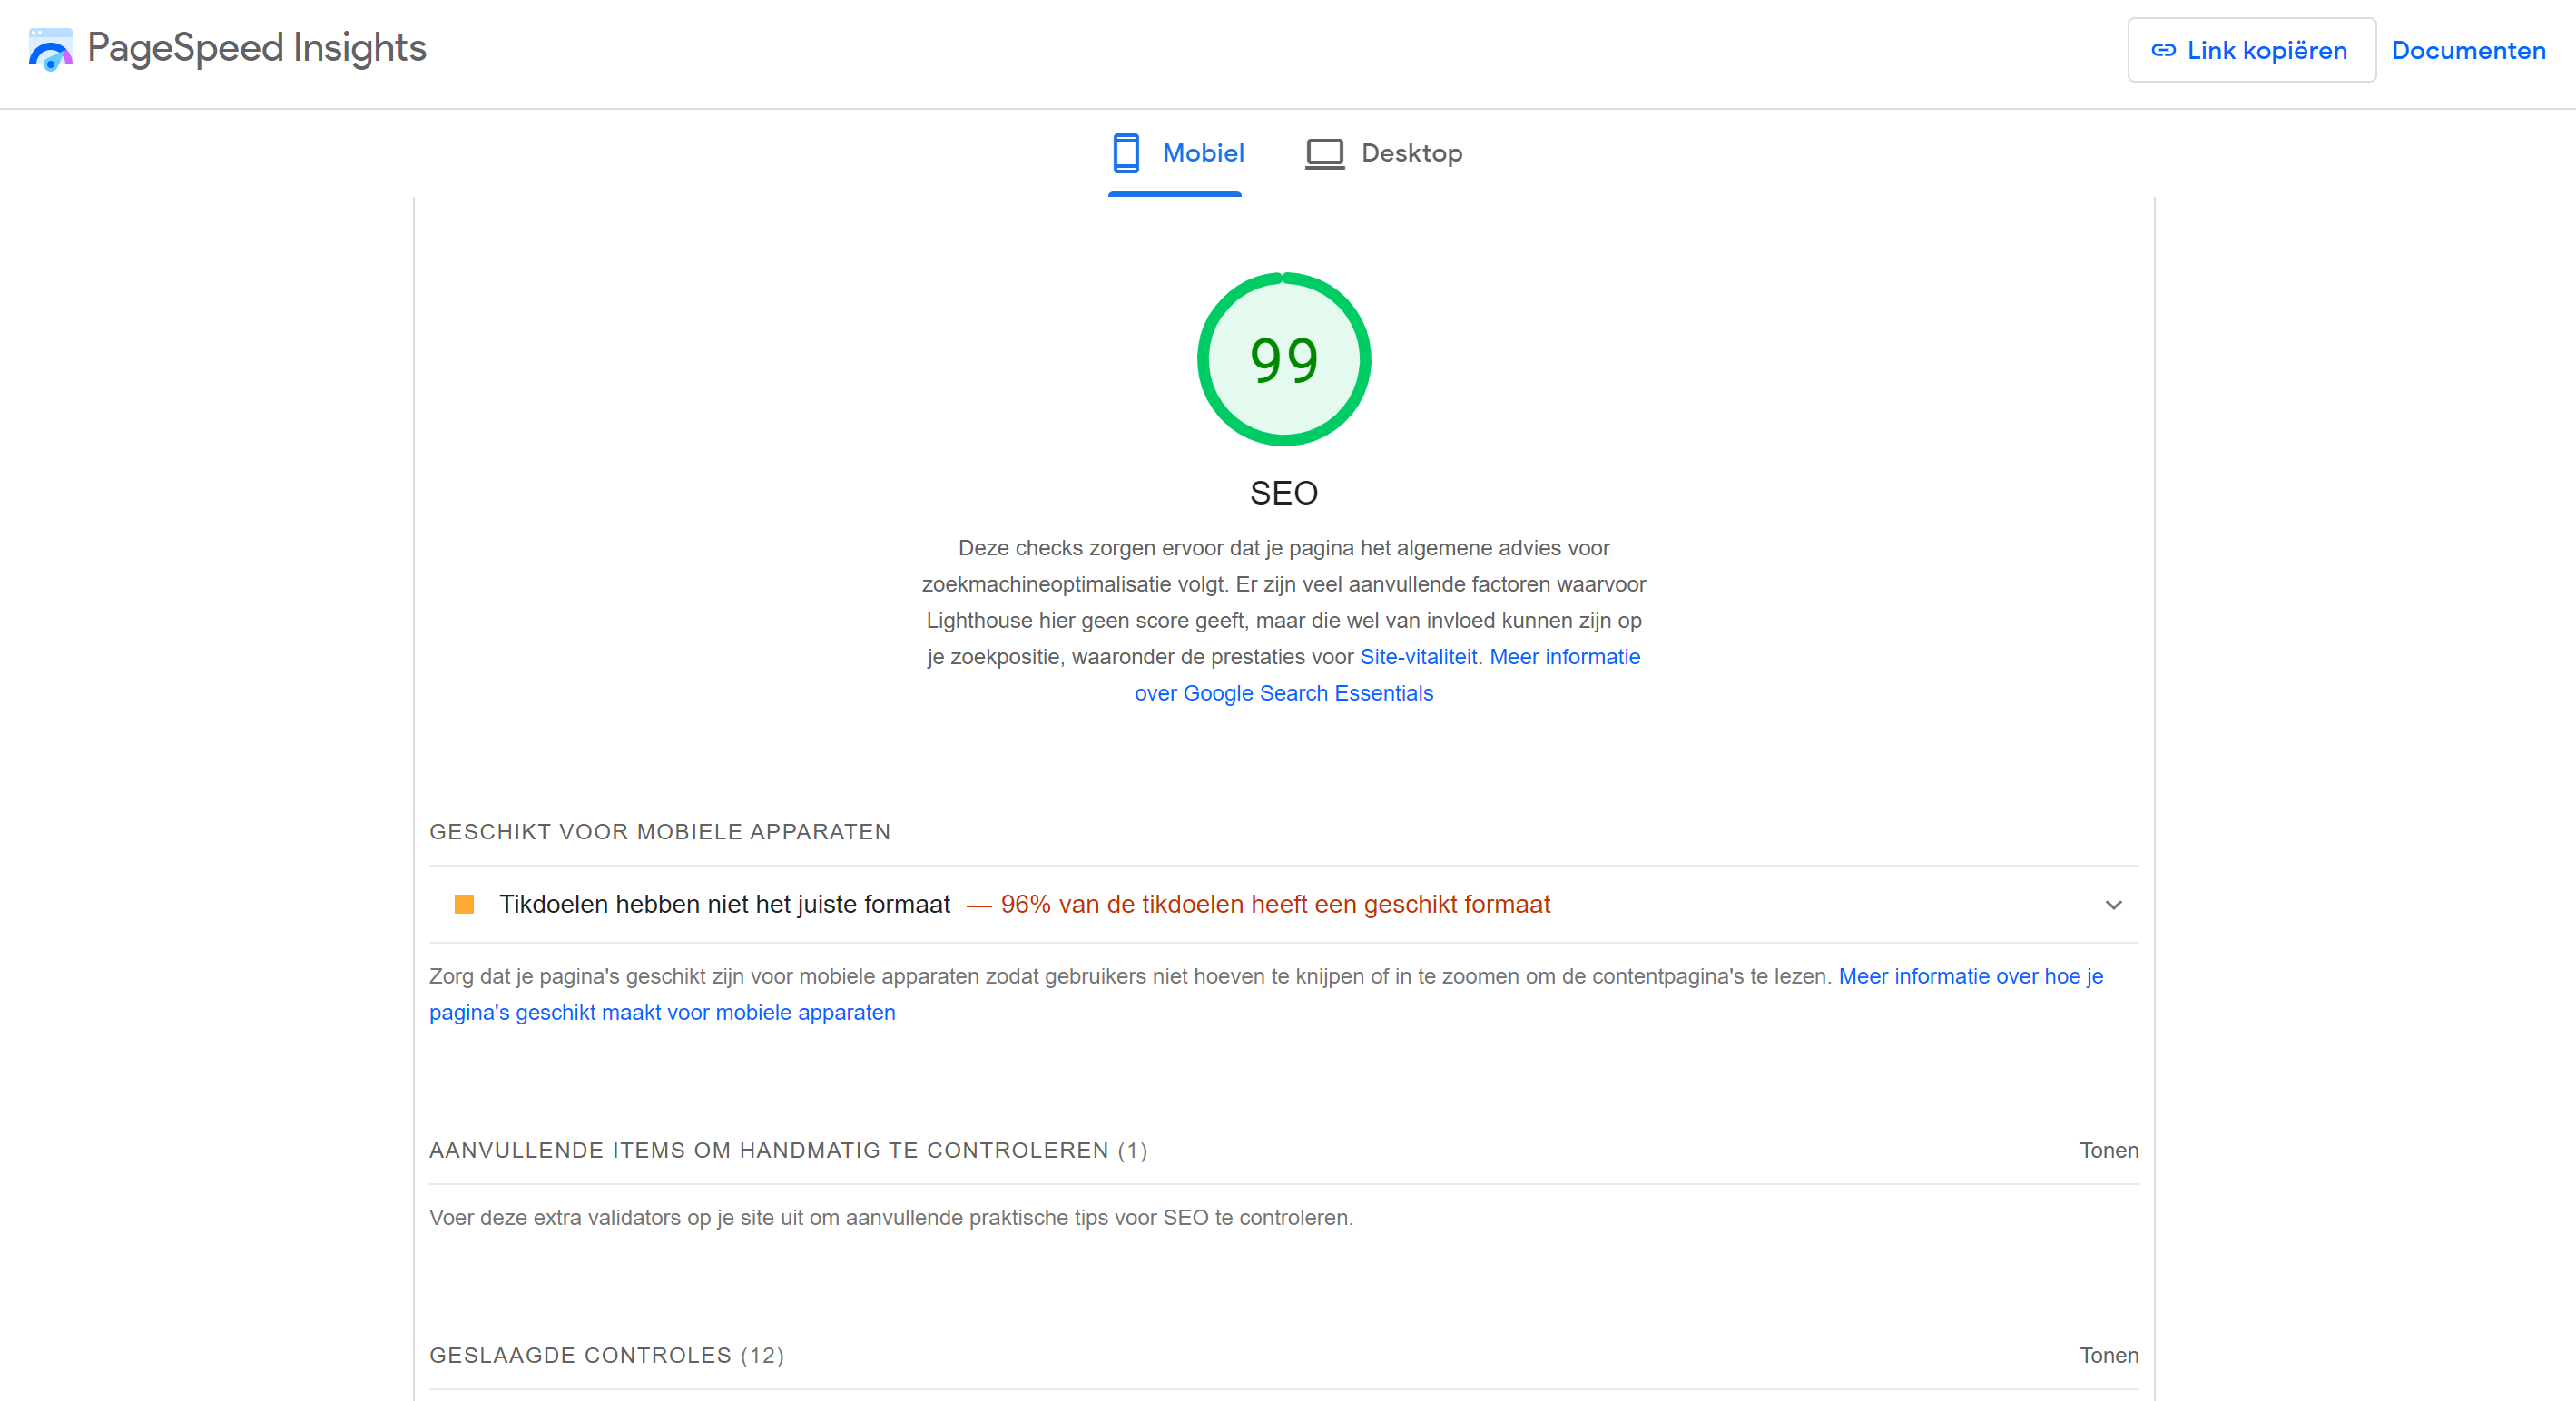 PageSpeed Insights
Link kopiëren
Documenten
Mobiel
Desktop
99
SEO
Deze checks zorgen ervoor dat je pagina het algemene advies voor
zoekmachineoptimalisatie volgt. Er zijn veel aanvullende factoren waarvoor
Lighthouse hier geen score geeft, maar die wel van invloed kunnen zijn op
je zoekpositie, waaronder de prestaties voor Site-vitaliteit. Meer informatie
over Google Search Essentials
GESCHIKT VOOR MOBIELE APPARATEN
Tikdoelen hebben niet het juiste formaat — 96% van de tikdoelen heeft een geschikt formaat
Zorg dat je pagina's geschikt zijn voor mobiele apparaten zodat gebruikers niet hoeven te knijpen of in te zoomen om de contentpagina's te lezen. Meer informatie over hoe je
pagina's geschikt maakt voor mobiele apparaten
AANVULLENDE ITEMS OM HANDMATIG TE CONTROLEREN (1)
Tonen
Voer deze extra validators op je site uit om aanvullende praktische tips voor SEO te controleren.
GESLAAGDE CONTROLES (12)
Tonen